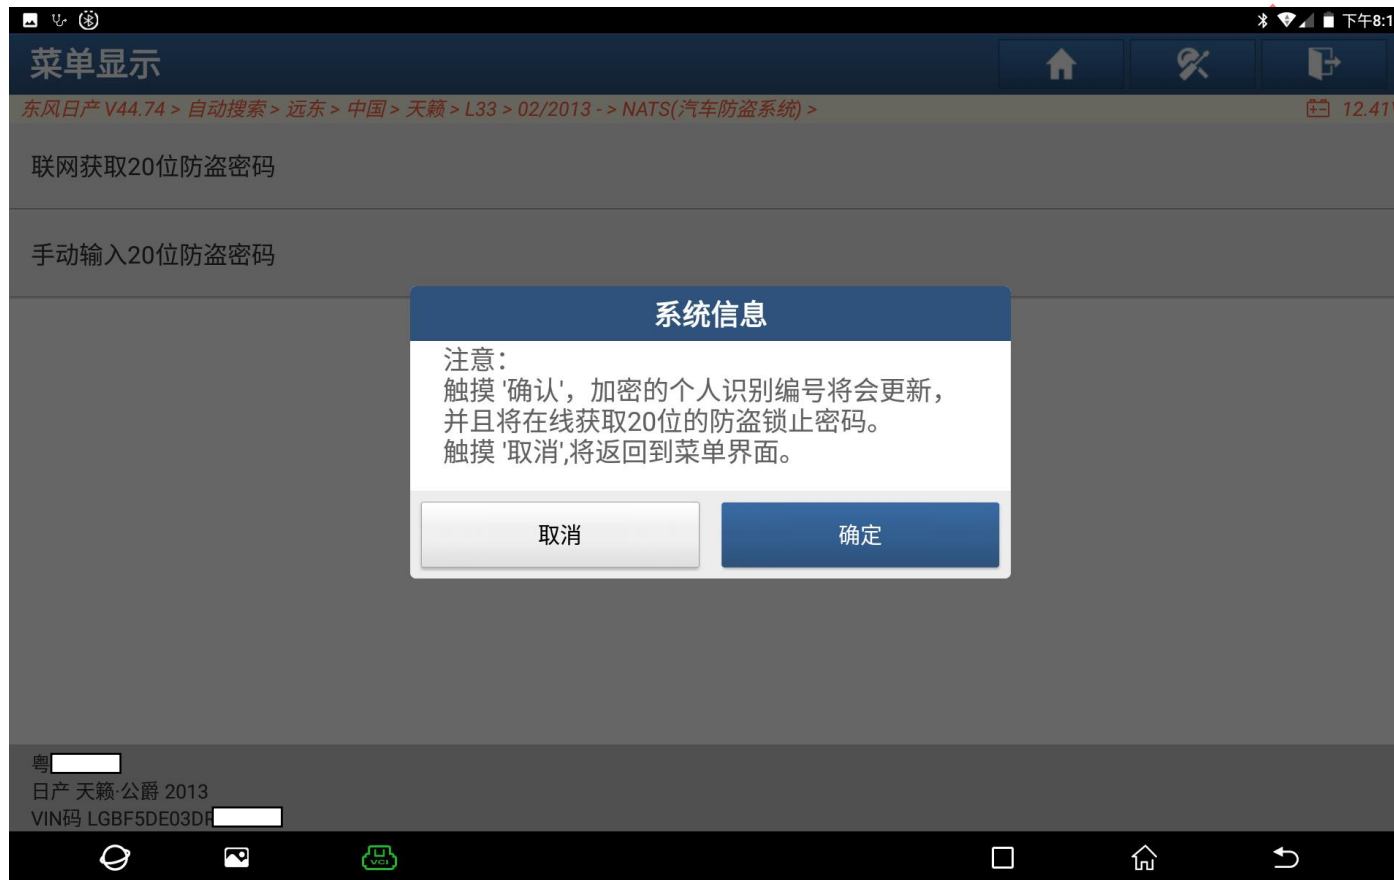 下午8:1
菜单显示
东风日产 V44.74 > 自动搜索 > 远东 > 中国 > 天籁 > L33 > 02/2013 - > NATS(汽车防盗系统) >
12.41
联网获取20位防盗密码
手动输入20位防盗密码
系统信息
注意：
触摸 '确认'，加密的个人识别编号将会更新，
并且将在线获取20位的防盗锁止密码。
触摸 '取消',将返回到菜单界面。
取消
确定
粤
日产 天籁·公爵 2013
VIN码 LGBF5DE03D
VCI